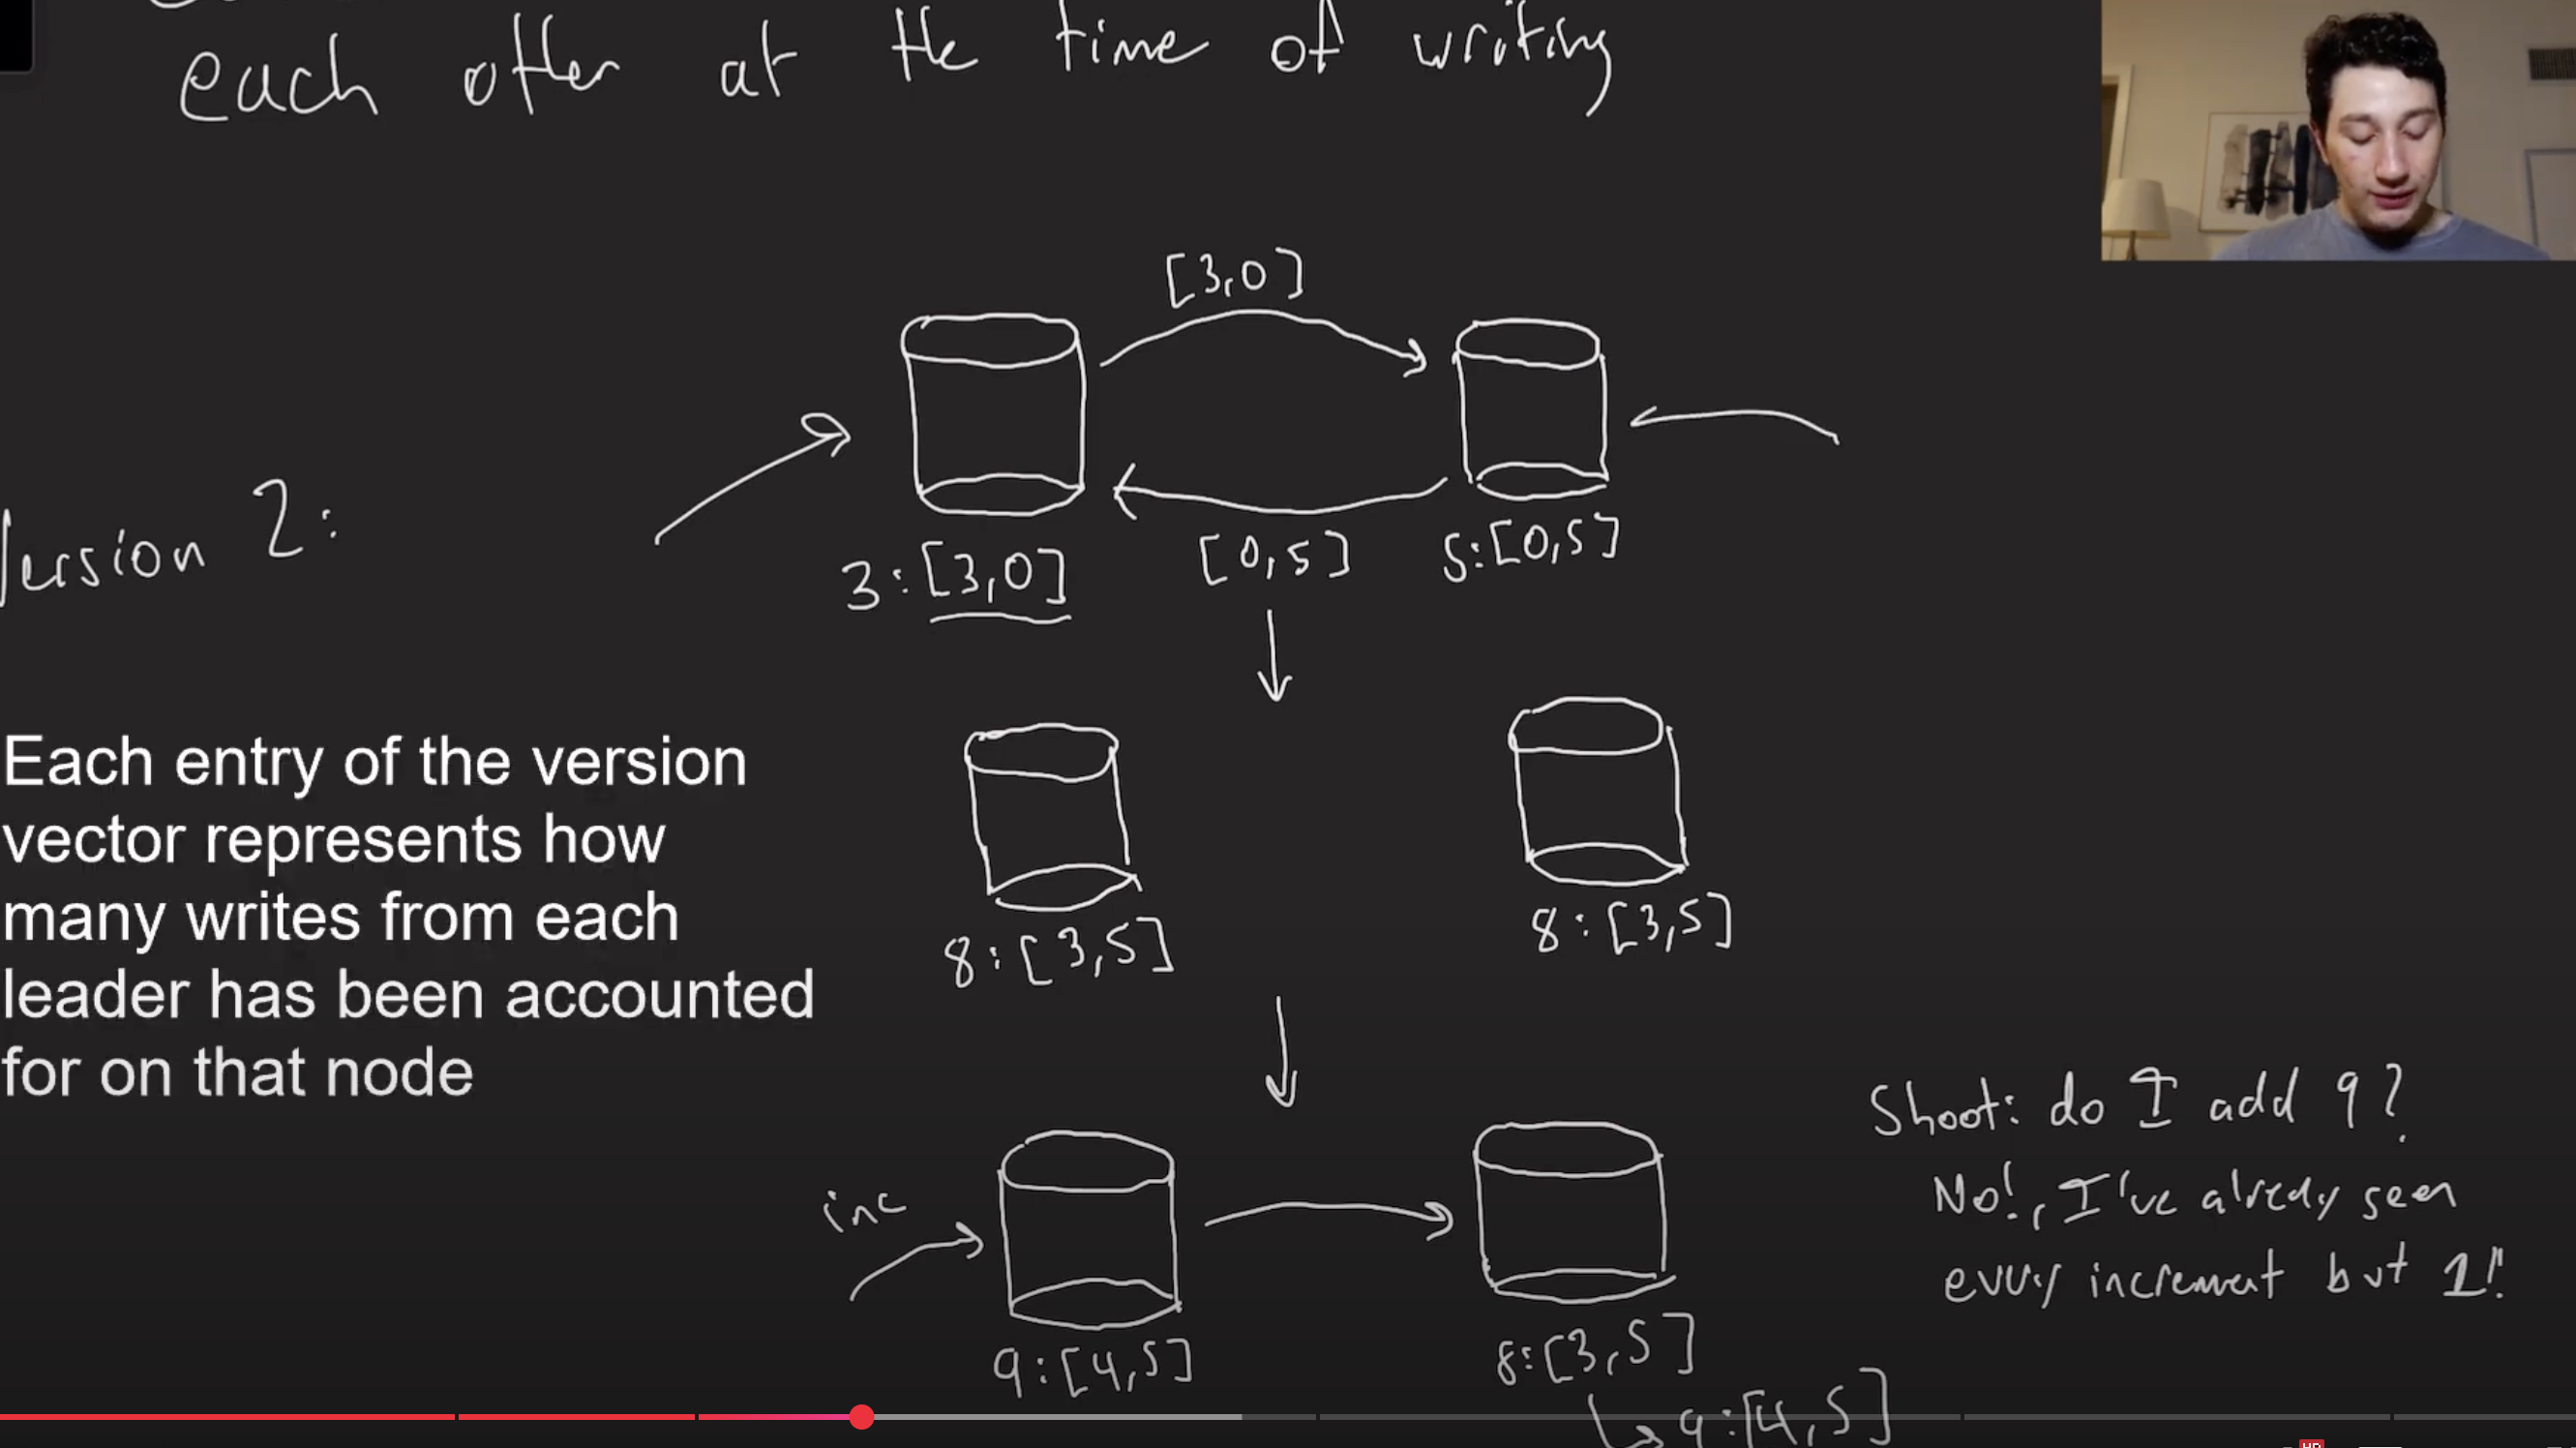 each other at the time of writing
[3,0]
Version 2:
3:[3,0]
[0,5]
5:[0,5]
Each entry of the version
vector represents how
many writes from each
leader has been accounted
for on that node
8:[3,5]
8:[3,5]
inc
Shoot: do I add 9?
No!, I've already seen
every increment but 1!!
9:[4,5]
8:[3,5]
9:[4,5]
HD